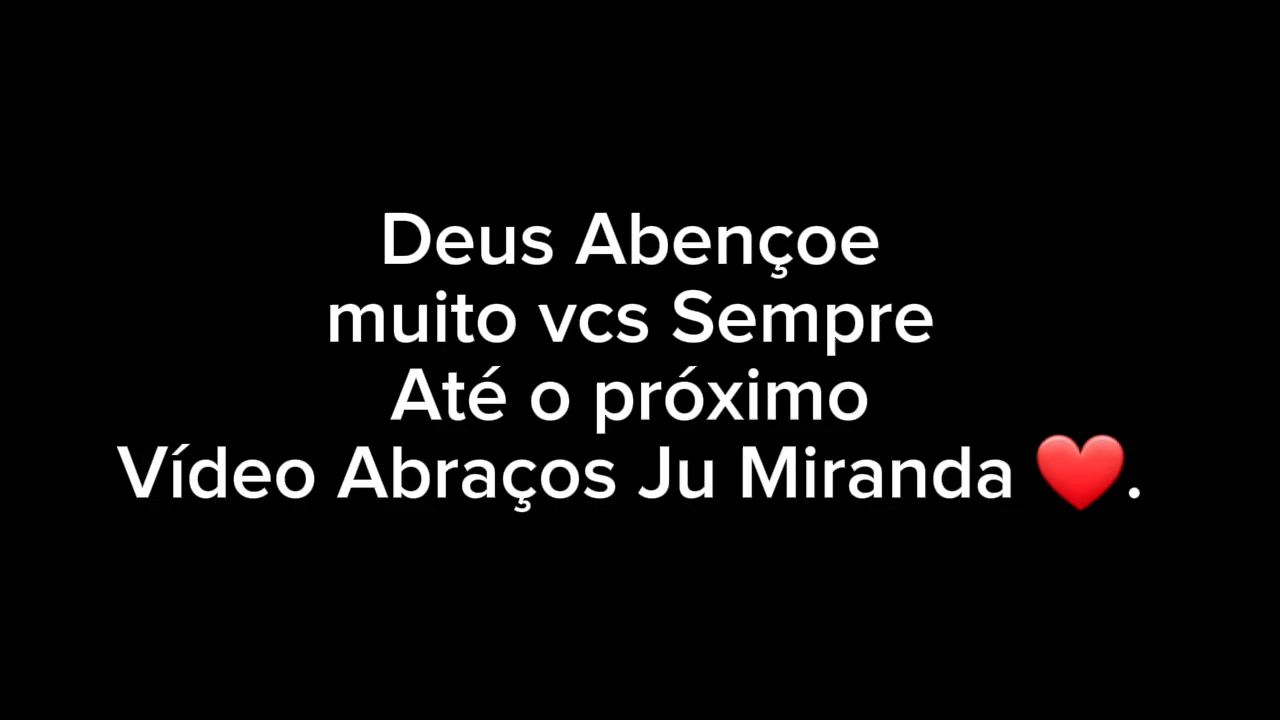 Deus Abençoe
muito vcs Sempre
Até o próximo
Vídeo Abraços Ju Miranda ❤️.